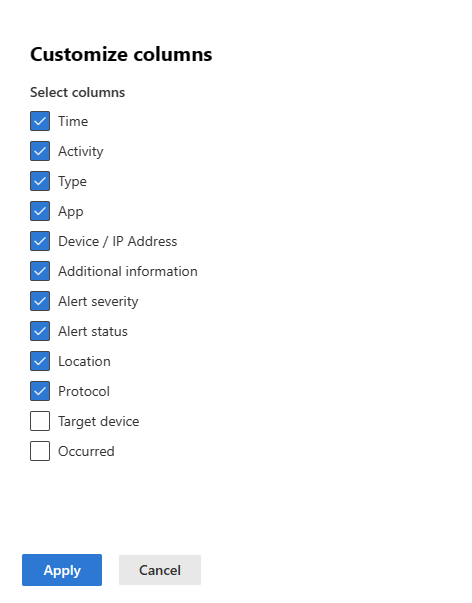 Customize columns
Select columns
Time
Activity
Type
App
Device / IP Address
Additional information
Alert severity
Alert status
Location
Protocol
Target device
Occurred
Apply Cancel